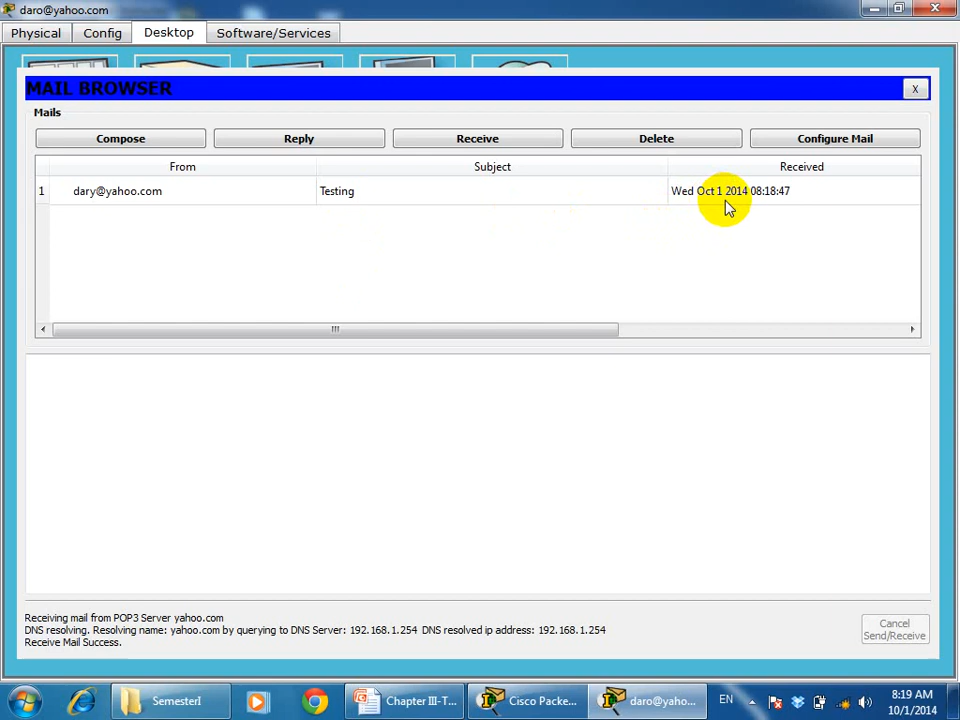 daro@yahoo.com
Physical Config Desktop Software/Services
MAIL BROWSER X
Mails
Compose Reply Receive Delete Configure Mail
From Subject Received
1 dary@yahoo.com Testing Wed Oct 1 2014 08:18:47
Receiving mail from POP3 Server yahoo.com
DNS resolving. Resolving name: yahoo.com by querying to DNS Server: 192.168.1.254 DNS resolved ip address: 192.168.1.254
Receive Mail Success.
Cancel
Send/Receive
SemesterI Chapter III-T... Cisco Packe... daro@yaho... EN 8:19 AM
10/1/2014